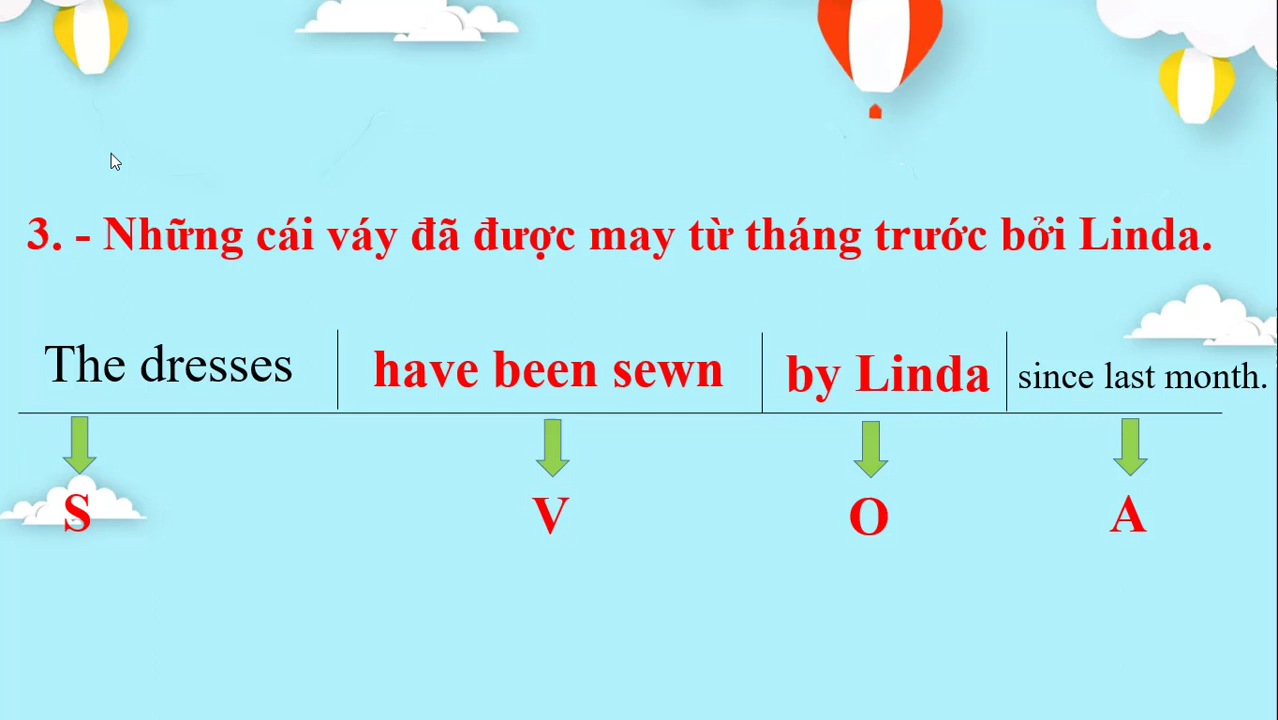 3. - Những cái váy đã được may từ tháng trước bởi Linda.
The dresses have been sewn by Linda since last month.
S V O A